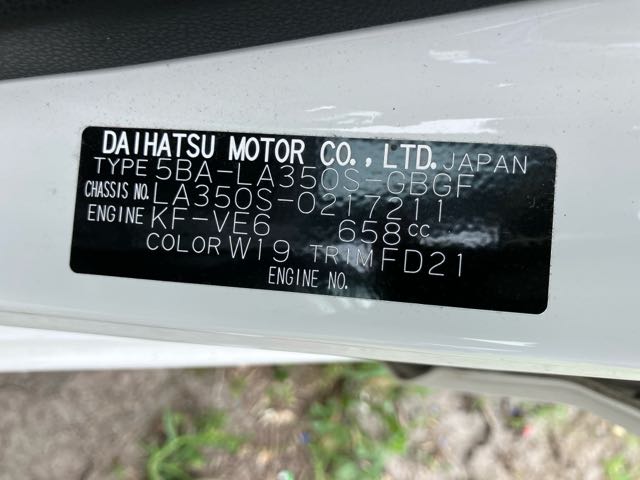 DAIHATSU MOTOR CO., LTD. JAPAN
TYPE 5BA-LA350S-GBGF
CHASSIS NO. LA350S-0217211
ENGINE KF-VE6 658cc
COLOR W19 TRIM FD21
ENGINE NO.